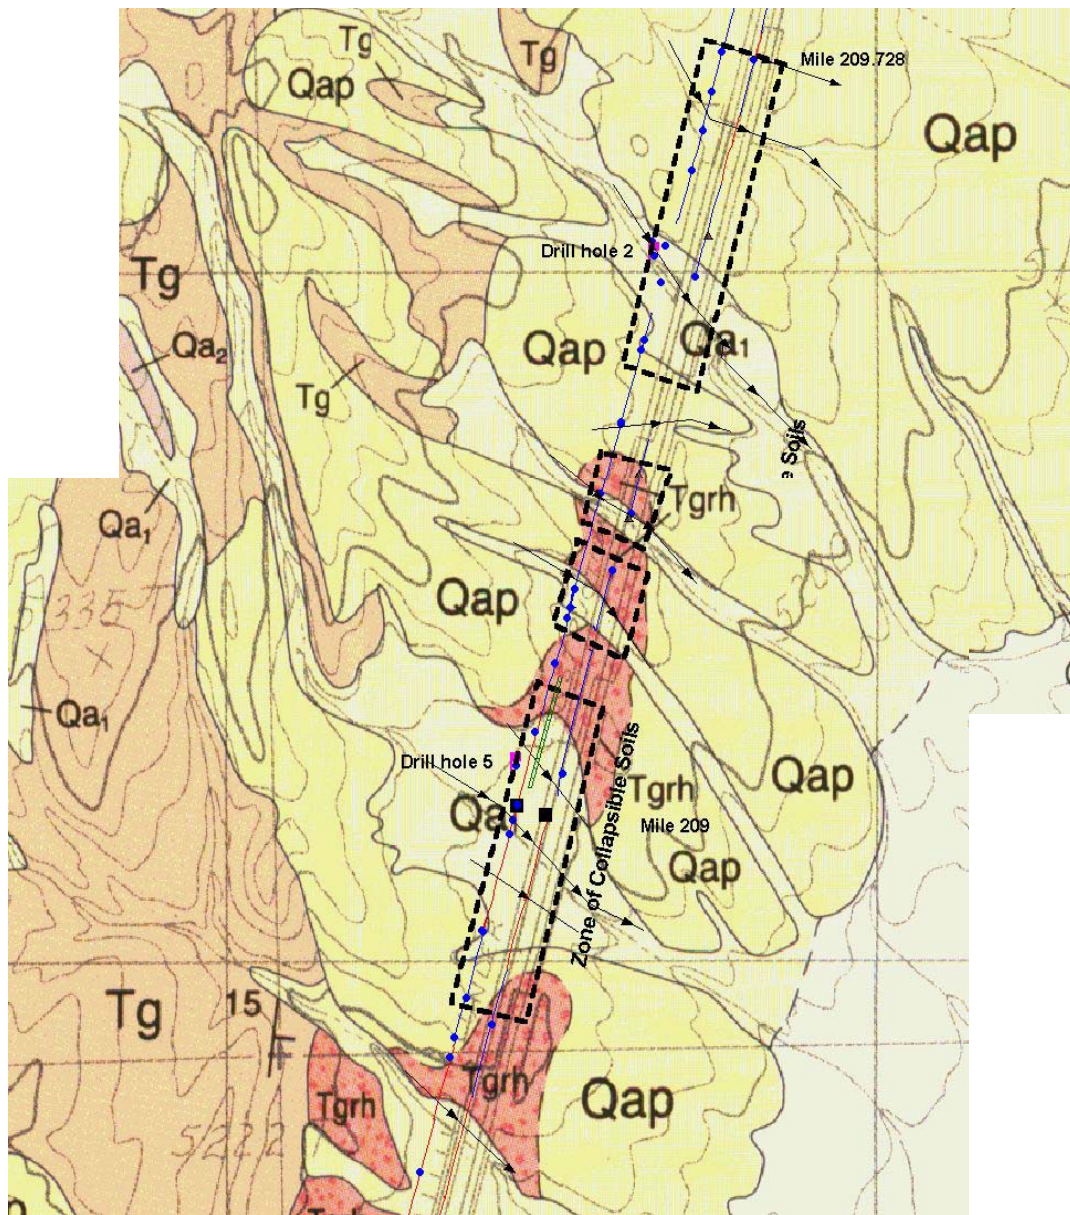 Tg
Tg
Mile 209.728
Qap
Qap
Drill hole 2
Tg
Qa₂
Qap
Qa₁
Tg
e Soils
Tgrh
Qa₁
335
Qap
Qa₁
Drill hole 5
Qap
Tgrh
Qa
Mile 209
Zone of Collapsible Soils
Qap
Tg
15
Tgrh
Tgrh
Qap
5222